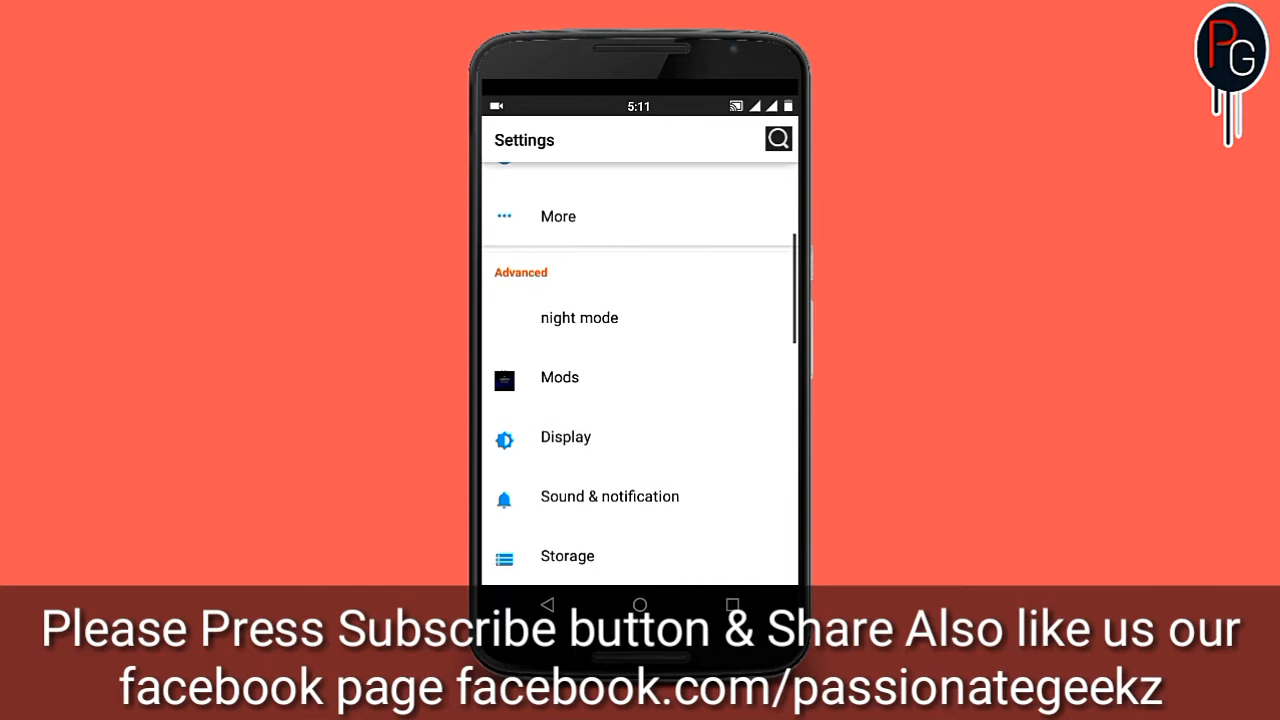 PG
5:11
Settings
More
Advanced
night mode
Mods
Display
Sound & notification
Storage
Please Press Subscribe button & Share Also like us our
facebook page facebook.com/passionategeekz